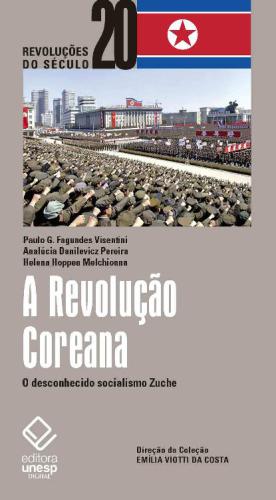 REVOLUÇÕES
DO SÉCULO
20
Paulo G. Fagundes Visentini
Analúcia Danilevicz Pereira
Helena Hoppen Melchionna
A Revolução
Coreana
O desconhecido socialismo Zuche
editora
unesp
DIGITAL
Direção da Coleção
EMÍLIA VIOTTI DA COSTA